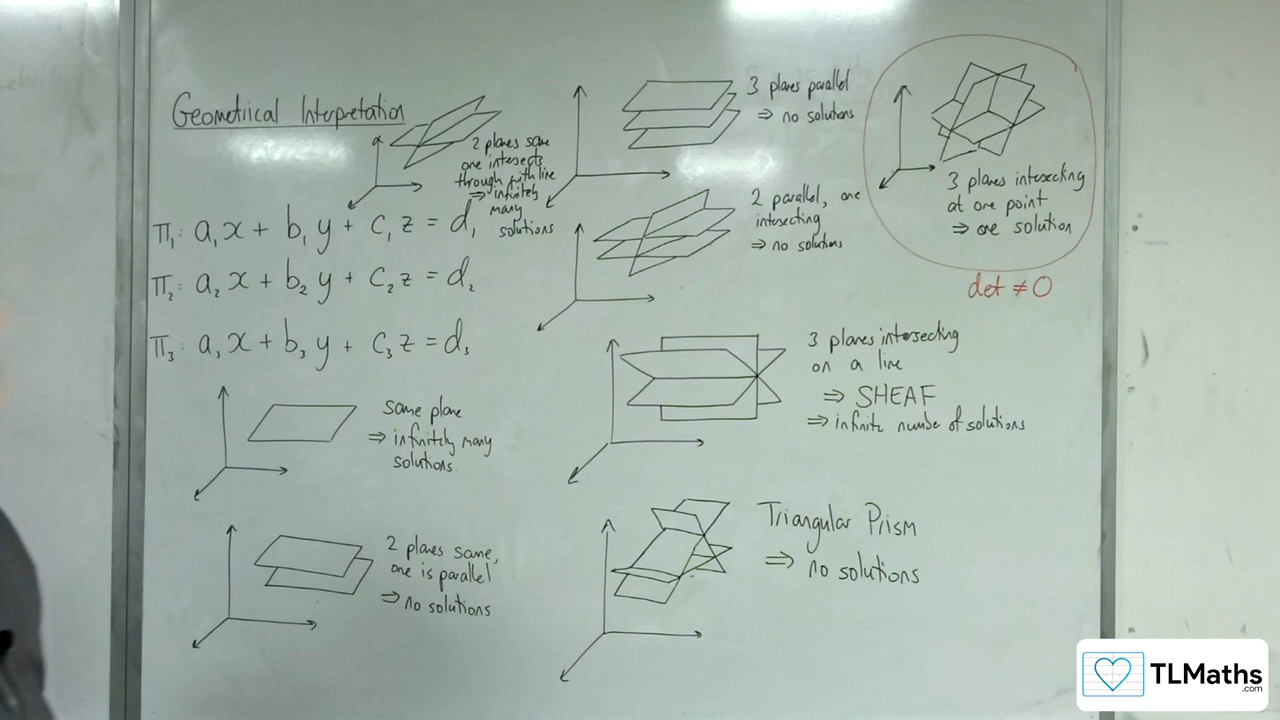 Geometrical Interpretation
2 planes same
one intersects
through with line
⇒ infinitely
many
solutions
π₁: a₁x + b₁y + c₁z = d₁
π₂: a₂x + b₂y + c₂z = d₂
π₃: a₃x + b₃y + c₃z = d₃
same plane
⇒ infinitely many
solutions.
2 planes same,
one is parallel
⇒ no solutions
3 planes parallel
⇒ no solutions
2 parallel, one
intersecting
⇒ no solutions
3 planes intersecting
on a line
⇒ SHEAF
⇒ infinite number of solutions
Triangular Prism
⇒ no solutions
3 planes intersecting
at one point
⇒ one solution
det ≠ 0
TLMaths
.com